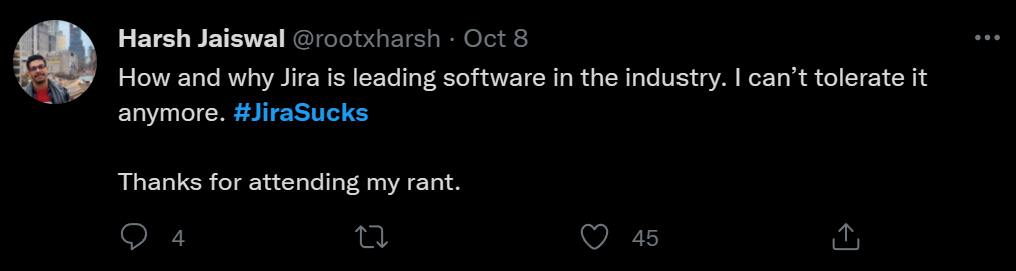 Harsh Jaiswal @rootxharsh · Oct 8
How and why Jira is leading software in the industry. I can’t tolerate it
anymore. #JiraSucks
Thanks for attending my rant.
4 45